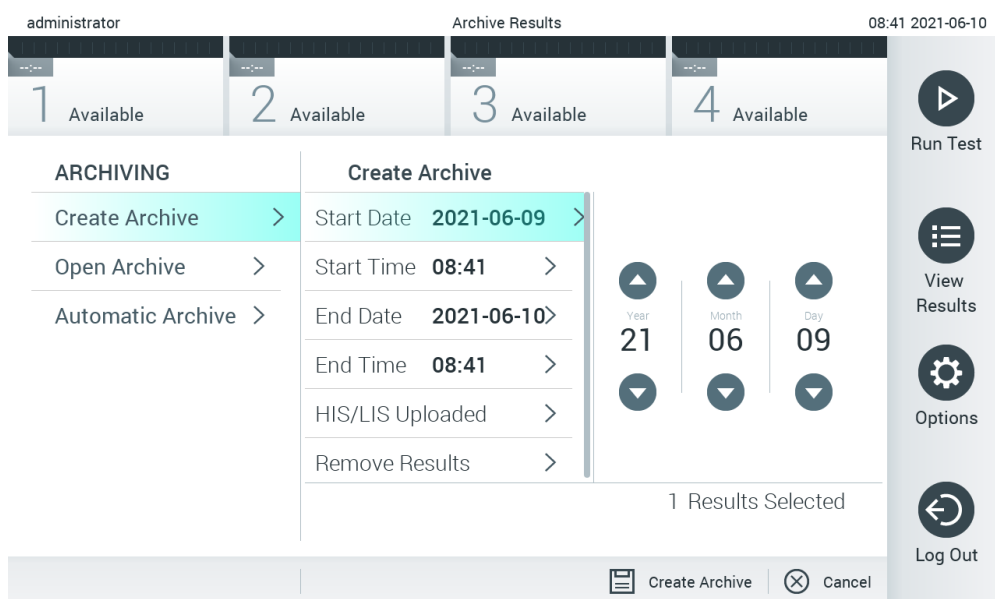 administrator
Archive Results
08:41 2021-06-10
--:--
--:--
--:--
--:--
1 Available
2 Available
3 Available
4 Available
Run Test
ARCHIVING
Create Archive
Open Archive
Automatic Archive
Create Archive
Start Date 2021-06-09
Start Time 08:41
End Date 2021-06-10
End Time 08:41
HIS/LIS Uploaded
Remove Results
Year
21
Month
06
Day
09
1 Results Selected
View
Results
Options
Log Out
Create Archive
Cancel